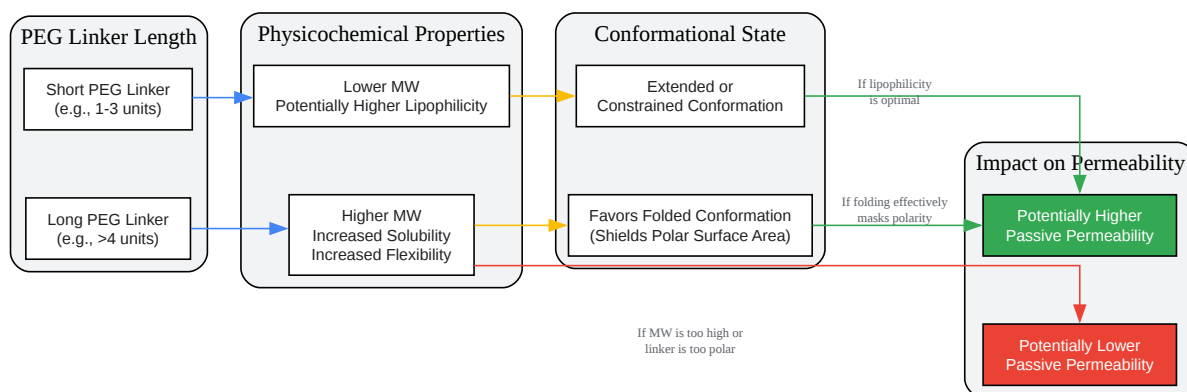 PEG Linker Length
Short PEG Linker
(e.g., 1-3 units)
Long PEG Linker
(e.g., >4 units)
Physicochemical Properties
Lower MW
Potentially Higher Lipophilicity
Higher MW
Increased Solubility
Increased Flexibility
Conformational State
Extended or
Constrained Conformation
Favors Folded Conformation
(Shields Polar Surface Area)
If lipophilicity
is optimal
If folding effectively
masks polarity
If MW is too high or
linker is too polar
Impact on Permeability
Potentially Higher
Passive Permeability
Potentially Lower
Passive Permeability